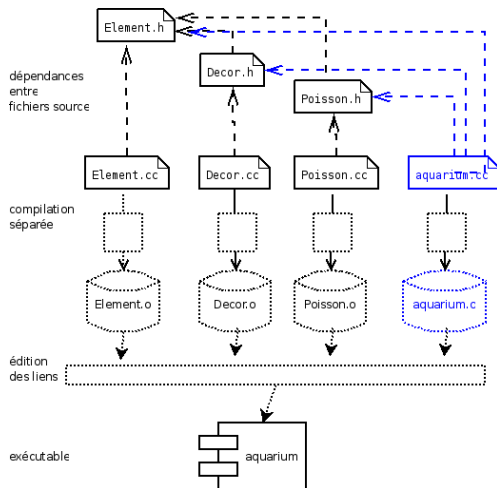 Element.h
Decor.h
dépendances
entre
fichiers source
Poisson.h
Element.cc
Decor.cc
Poisson.cc
aquarium.cc
compilation
séparée
Element.o
Decor.o
Poisson.o
aquarium.c
édition
des liens
exécutable
aquarium